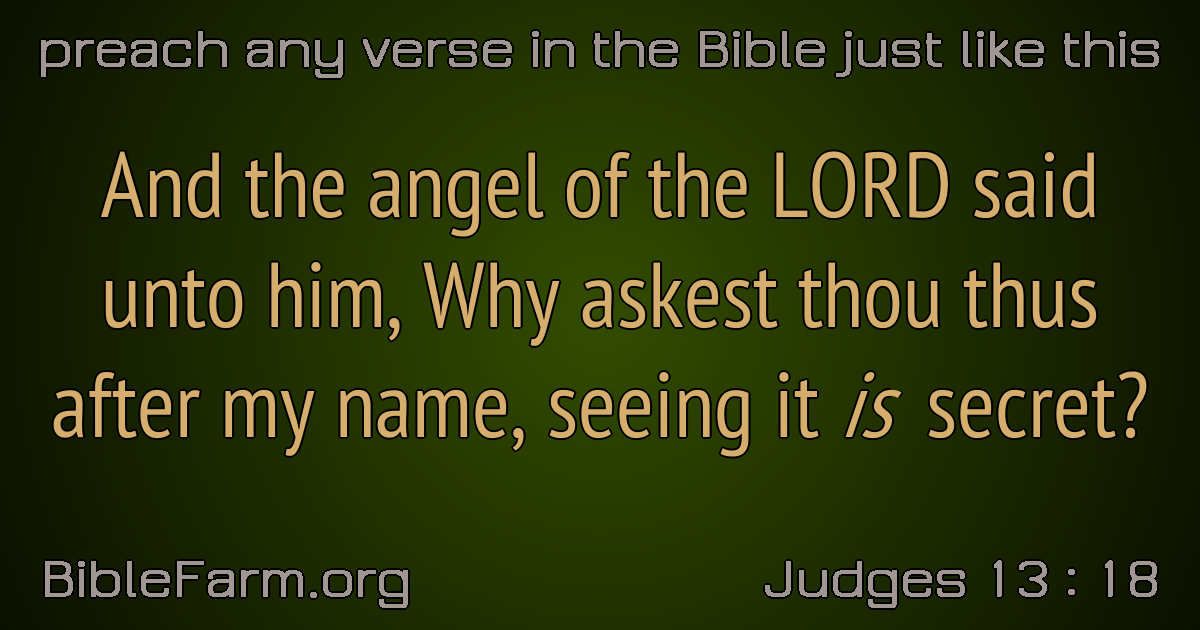 preach any verse in the Bible just like this
And the angel of the LORD said
unto him, Why askest thou thus
after my name, seeing it is secret?
BibleFarm.org
Judges 13 : 18